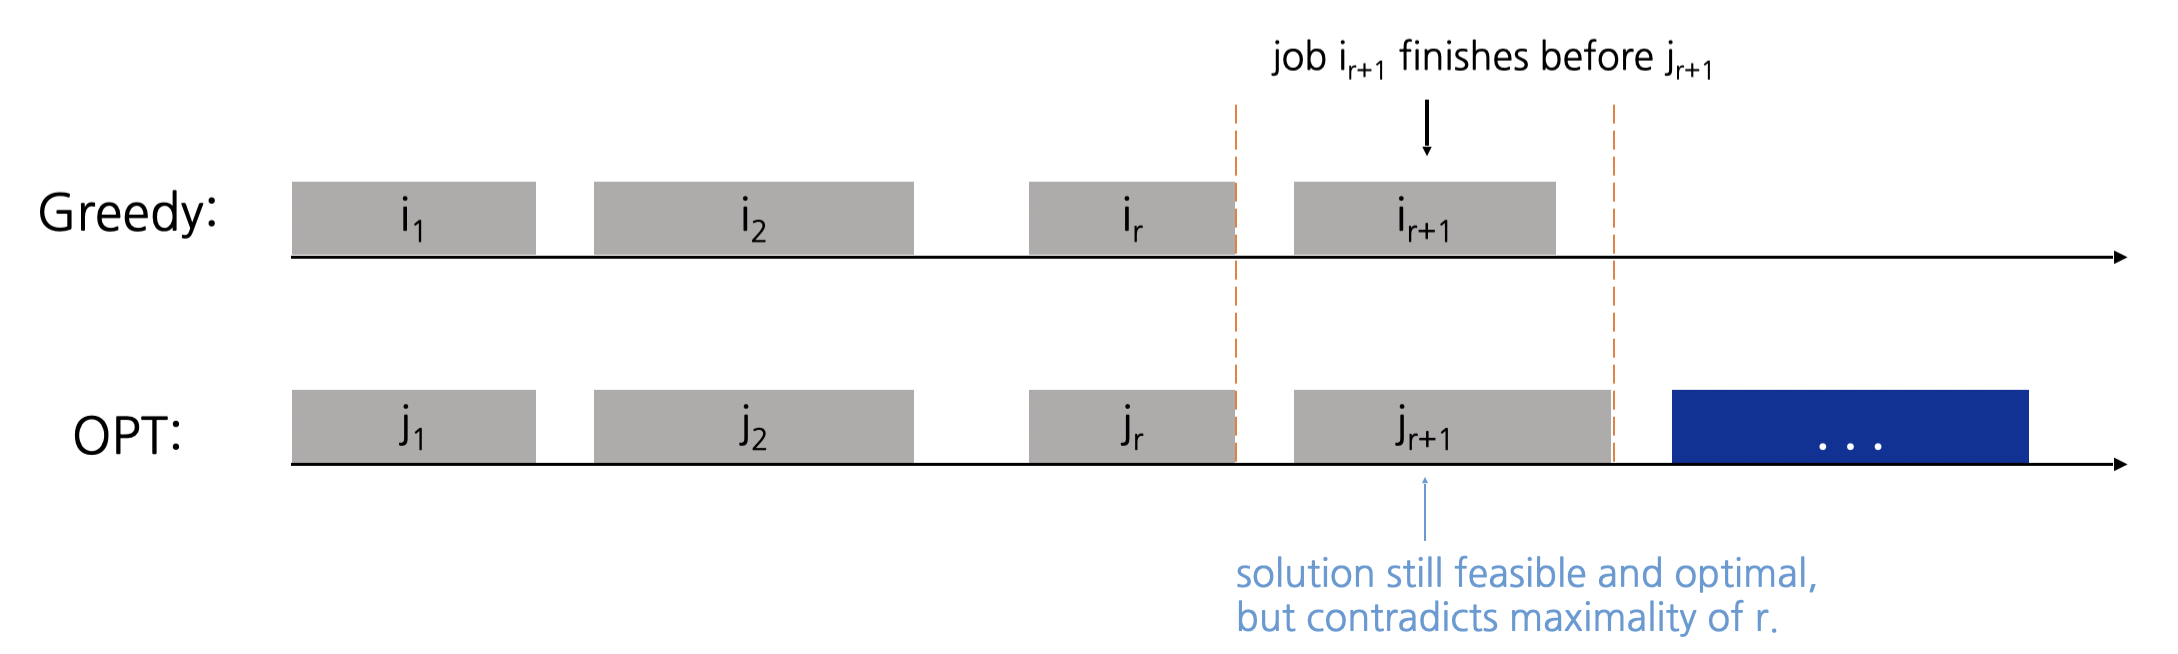 job i_{r+1} finishes before j_{r+1}
Greedy: i_1 i_2 i_r i_{r+1}
OPT: j_1 j_2 j_r j_{r+1} . . .
solution still feasible and optimal,
but contradicts maximality of r.